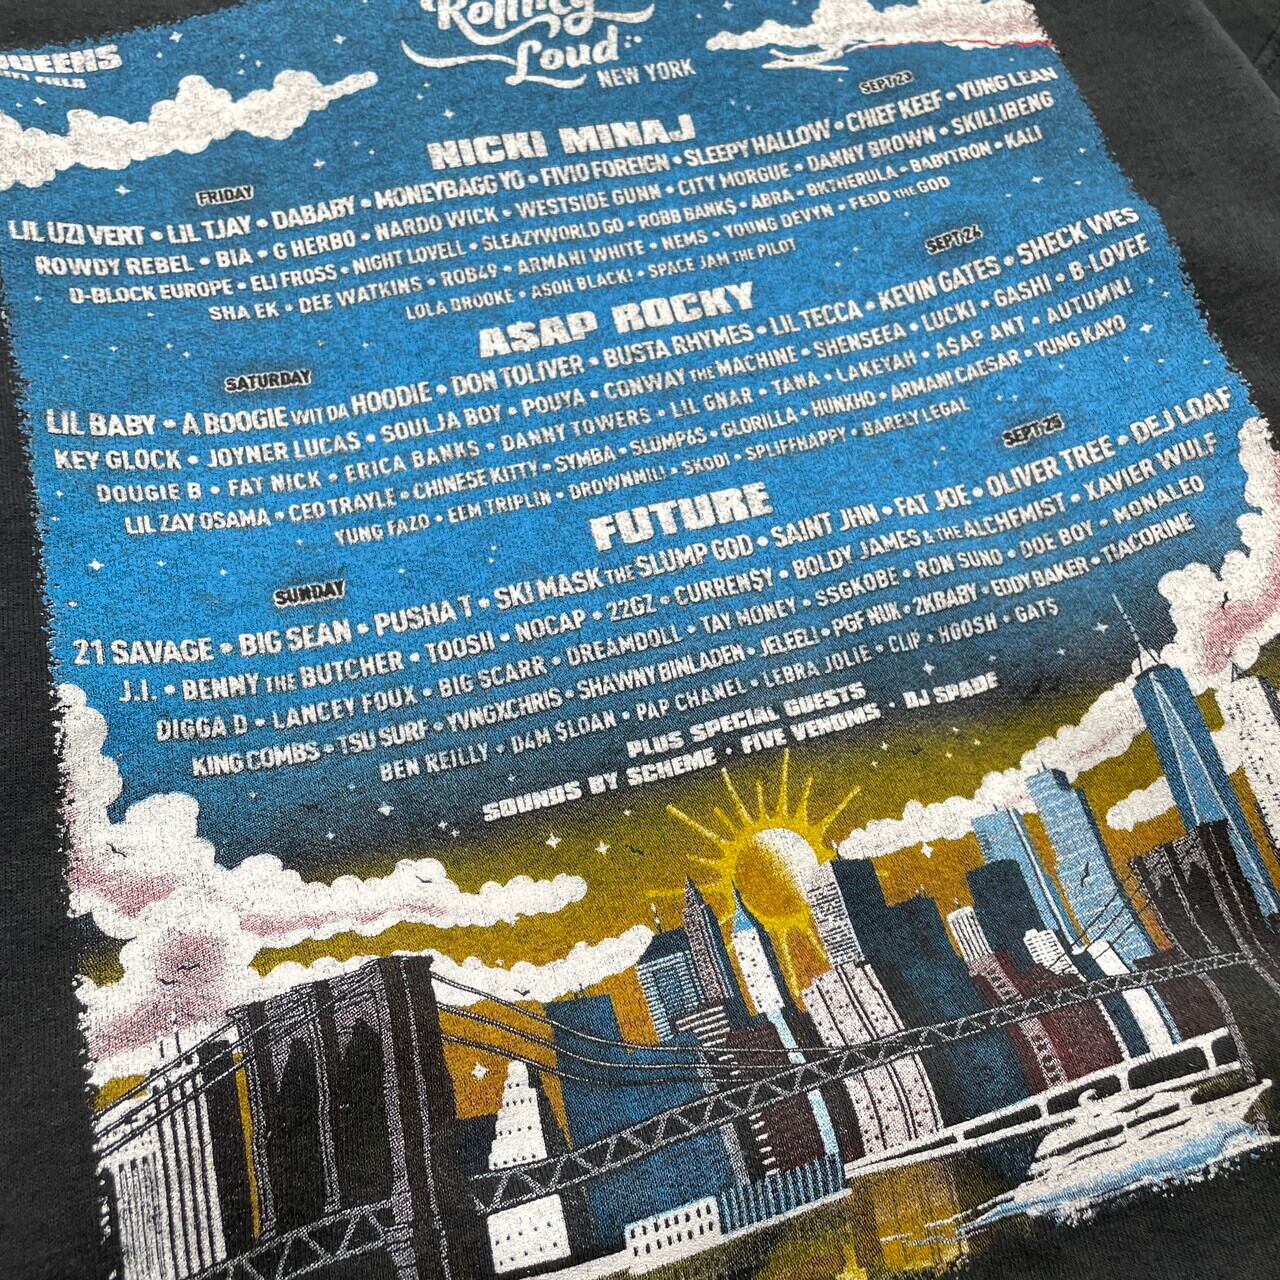 Rolling
Loud
NEW YORK
QUEENS
CITI FIELD
FRIDAY
NICKI MINAJ
SEPT 23
LIL UZI VERT • LIL TJAY • DABABY • MONEYBAGG YO • FIVIO FOREIGN • SLEEPY HALLOW • CHIEF KEEF • YUNG LEAN
ROWDY REBEL • BIA • G HERBO • NARDO WICK • WESTSIDE GUNN • CITY MORGUE • DANNY BROWN • SKILLIBENG
D-BLOCK EUROPE • ELI FROSS • NIGHT LOVELL • SLEAZYWORLD GO • ROBB BANK$ • ABRA • BKTHERULA • BABYTRON • KALI
SHA EK • DEE WATKINS • ROB49 • ARMANI WHITE • NEMS • YOUNG DEVYN • FEDD THE GOD
LOLA BROOKE • ASOH BLACK! • SPACE JAM THE PILOT
SATURDAY
A$AP ROCKY
SEPT 24
LIL BABY • A BOOGIE WIT DA HOODIE • DON TOLIVER • BUSTA RHYMES • LIL TECCA • KEVIN GATES • SHECK WES
KEY GLOCK • JOYNER LUCAS • SOULJA BOY • POUYA • CONWAY THE MACHINE • SHENSEEA • LUCKI • GASHI • B-LOVEE
DOUGIE B • FAT NICK • ERICA BANKS • DANNY TOWERS • LIL GNAR • TANA • LAKEYAH • A$AP ANT • AUTUMN!
LIL ZAY OSAMA • CEO TRAYLE • CHINESE KITTY • SYMBA • SLUMP6S • GLORILLA • HUNXHO • ARMANI CAESAR • YUNG KAYO
YUNG FAZO • EEM TRIPLIN • DROWNMILI • SKODI • SPLIFFHAPPY • BARELY LEGAL
SUNDAY
FUTURE
SEPT 25
21 SAVAGE • BIG SEAN • PUSHA T • SKI MASK THE SLUMP GOD • SAINT JHN • FAT JOE • OLIVER TREE • DEJ LOAF
J.I. • BENNY THE BUTCHER • TOOSII • NOCAP • 22GZ • CURREN$Y • BOLDY JAMES & THE ALCHEMIST • XAVIER WULF
DIGGA D • LANCEY FOUX • BIG SCARR • DREAMDOLL • TAY MONEY • SSGKOBE • RON SUNO • DOE BOY • MONALEO
KING COMBS • TSU SURF • YVNGXCHRIS • SHAWNY BINLADEN • JELEEL! • PGF NUK • 2KBABY • EDDY BAKER • TIACORINE
BEN REILLY • D4M $LOAN • PAP CHANEL • LEBRA JOLIE • CLIP • HOOSH • GAT$
PLUS SPECIAL GUESTS
SOUNDS BY SCHEME • FIVE VENOMS • DJ SPADE